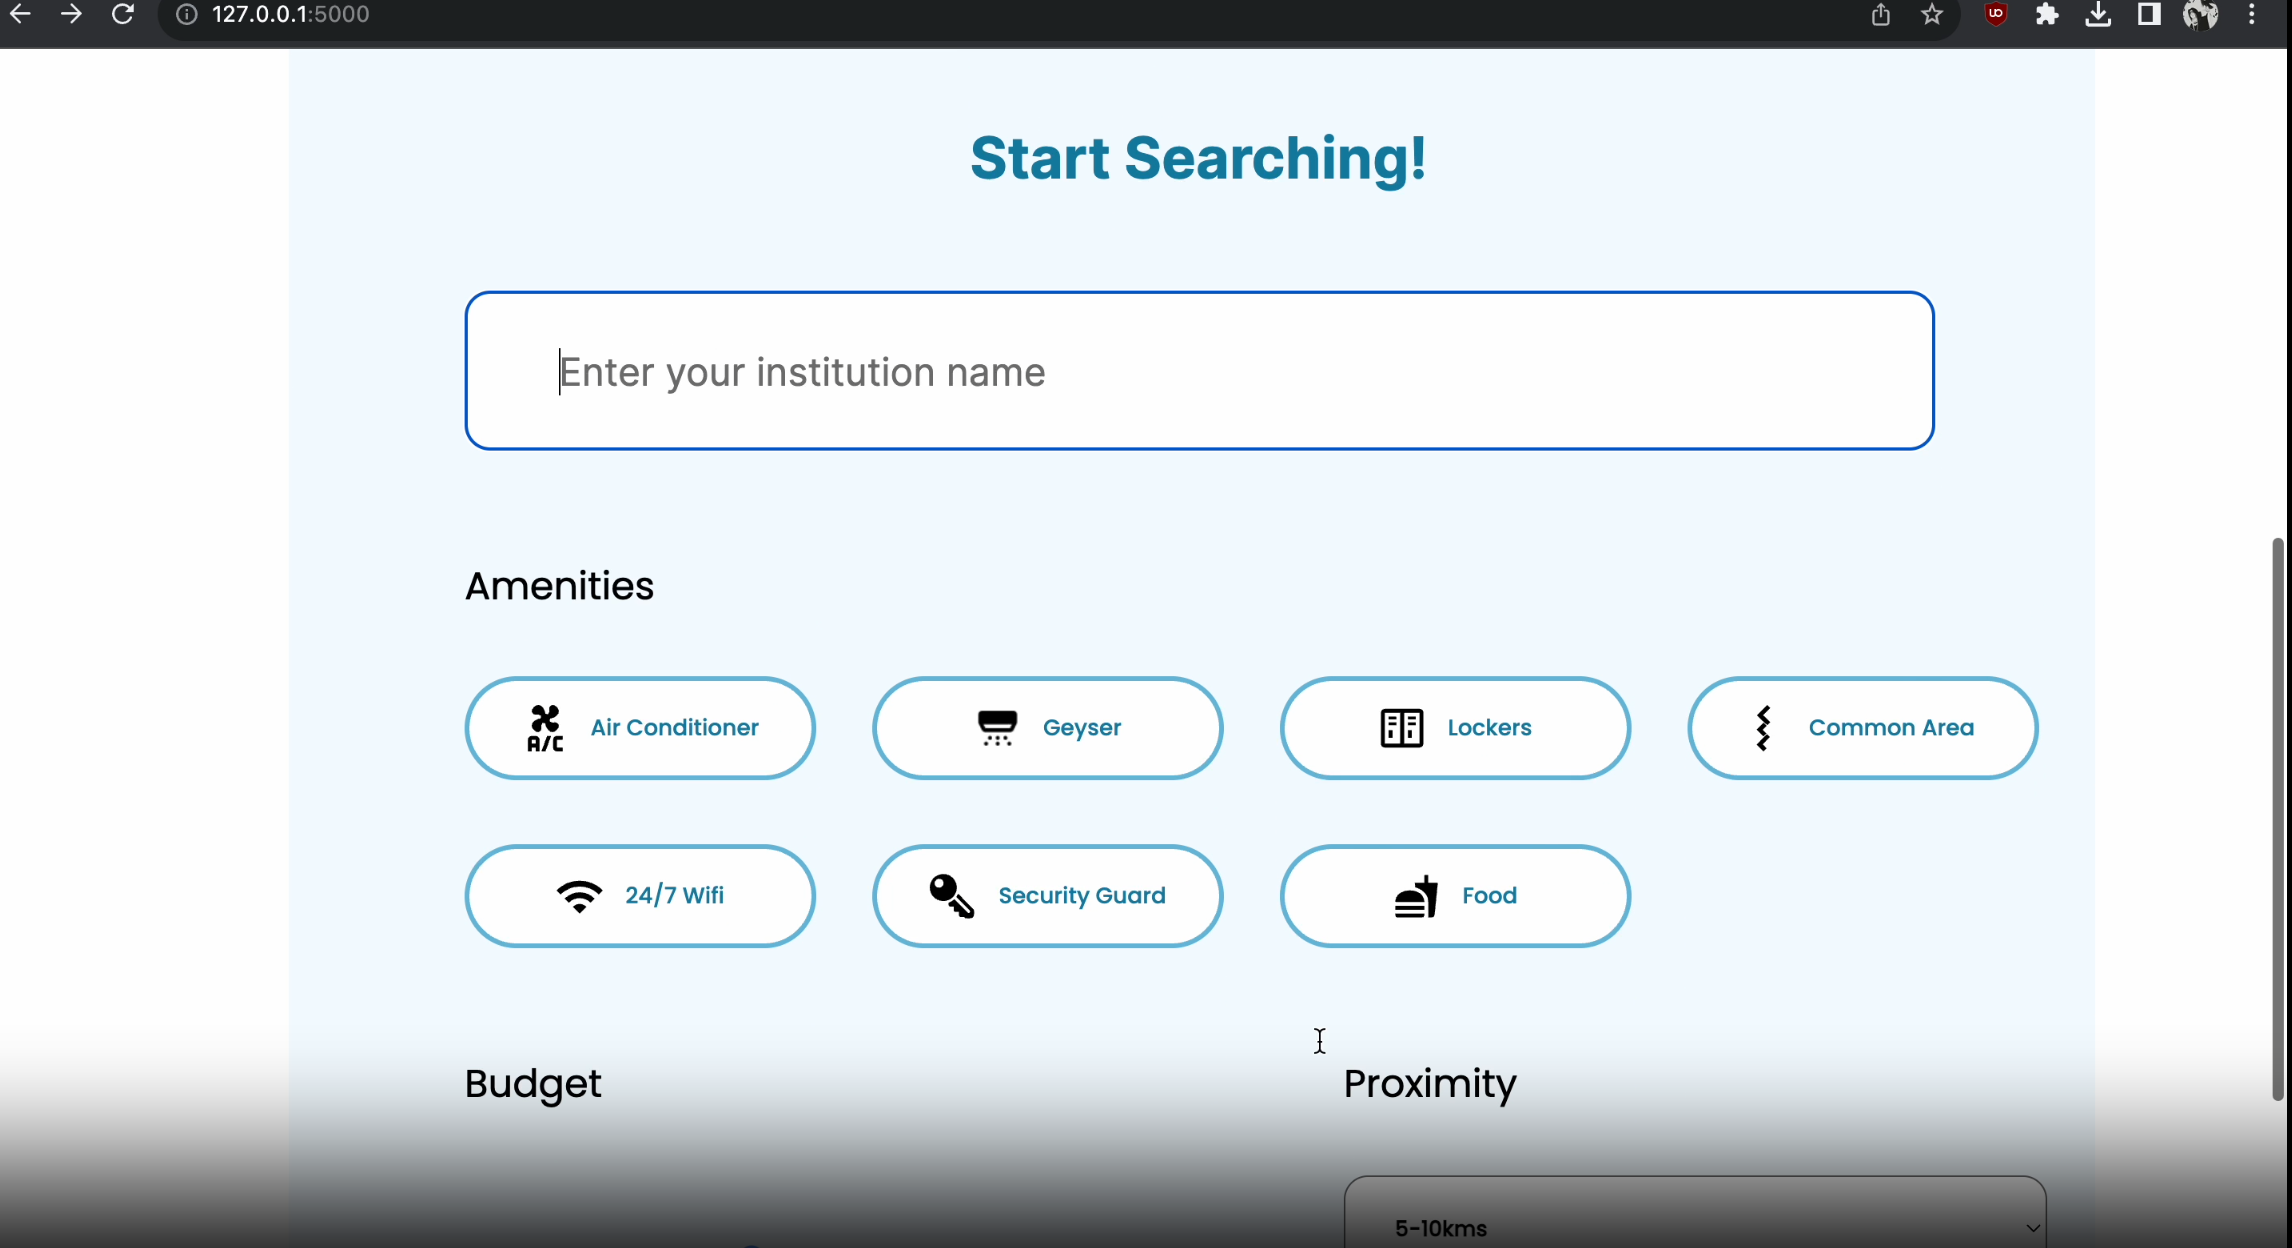 127.0.0.1:5000
Start Searching!
Enter your institution name
Amenities
A/C Air Conditioner
Geyser
Lockers
Common Area
24/7 Wifi
Security Guard
Food
Budget
Proximity
5-10kms